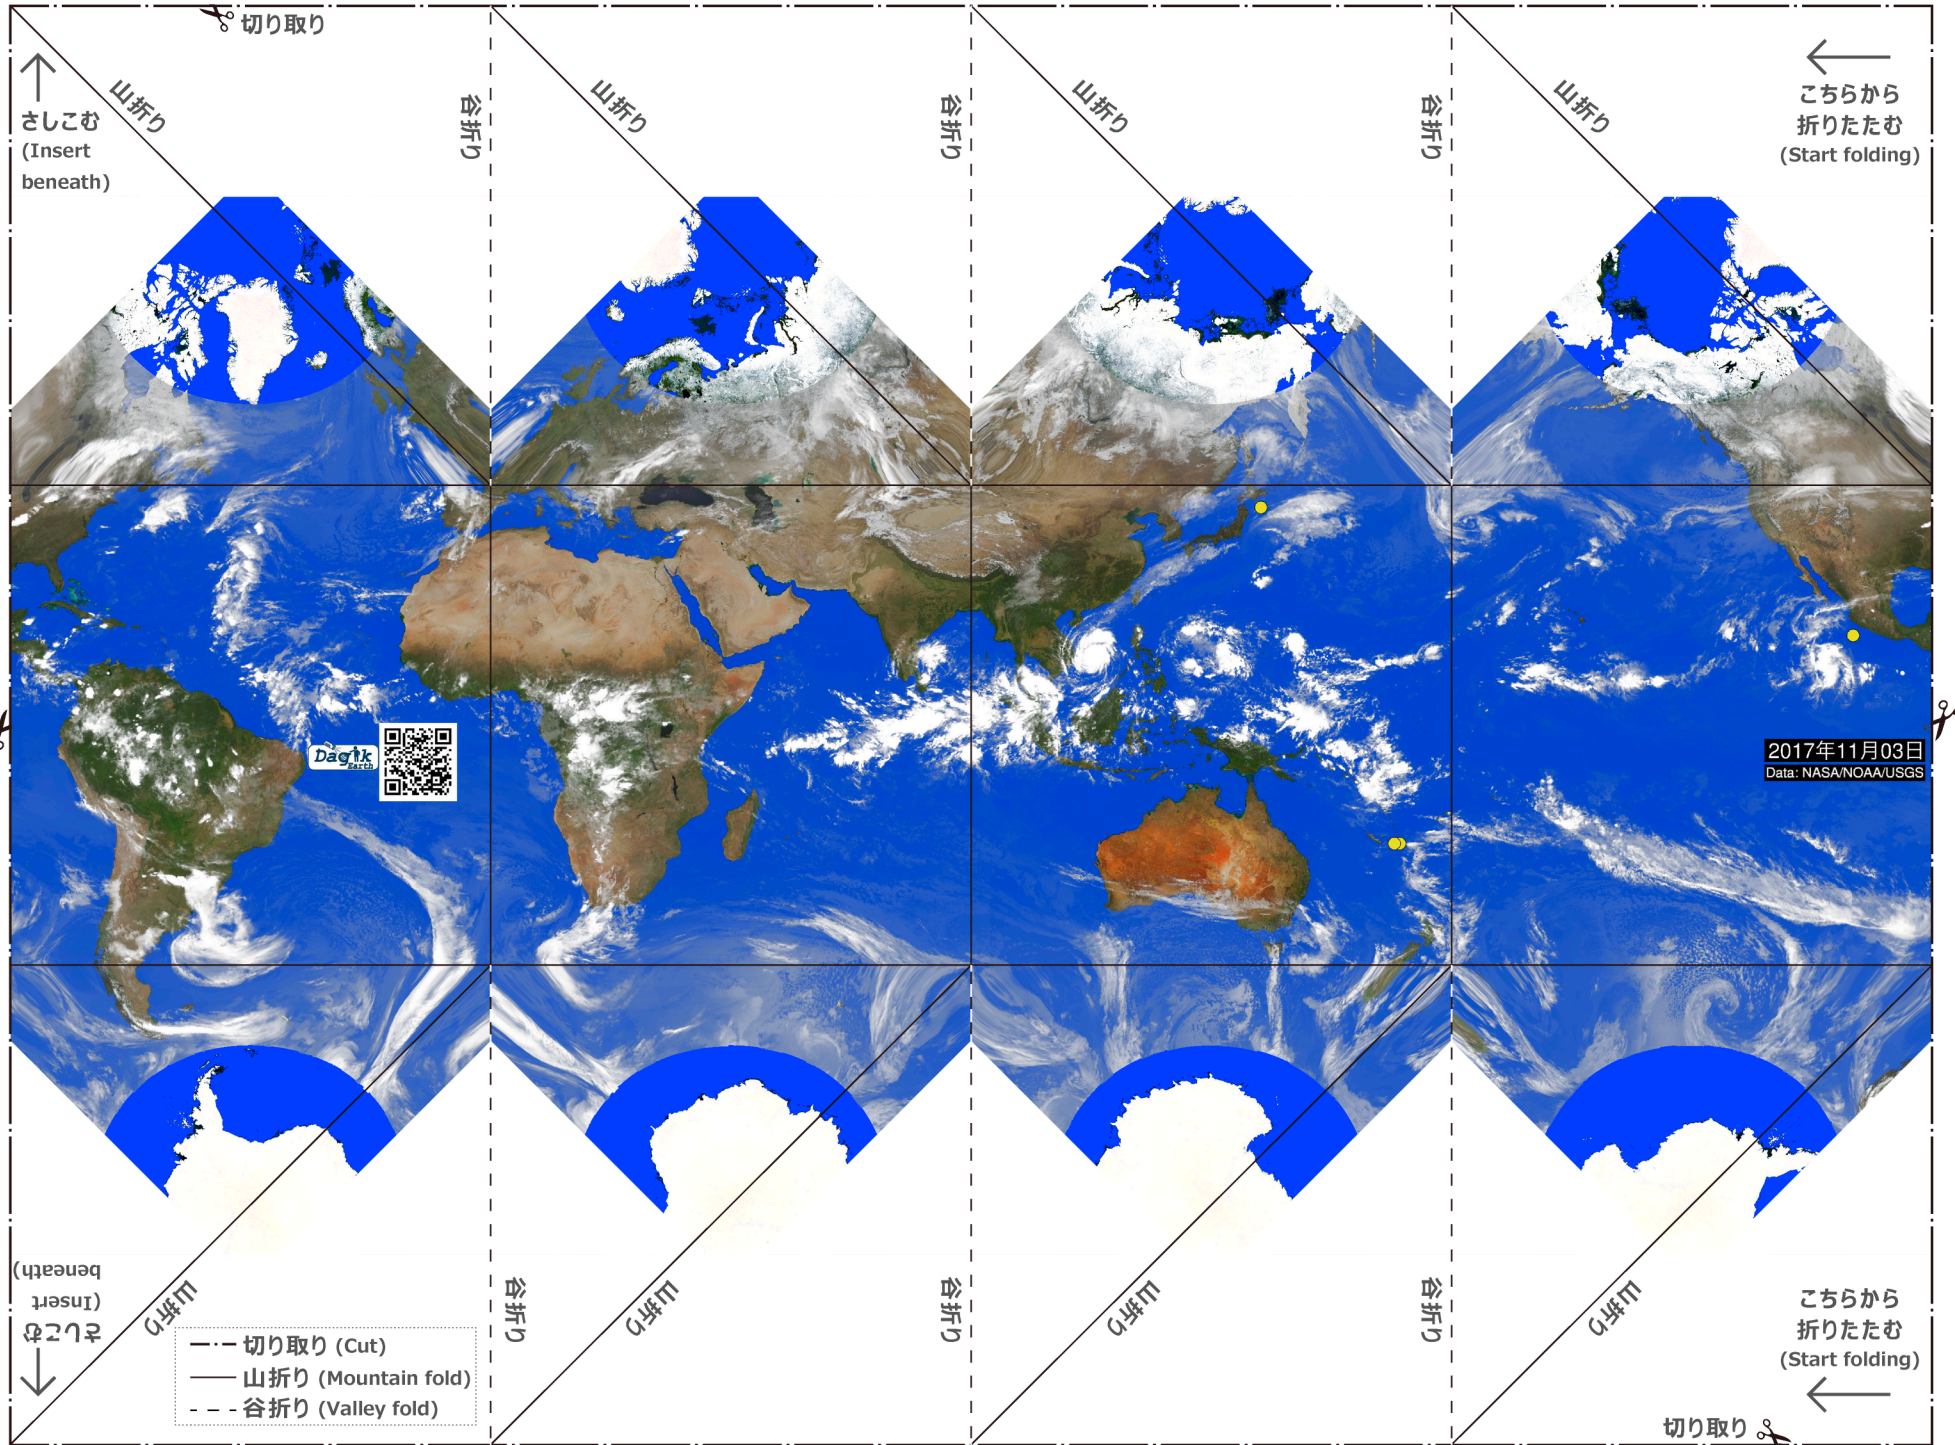 切り取り
さしこむ
(Insert
beneath)
山折り
谷折り
山折り
谷折り
山折り
谷折り
山折り
こちらから
折りたたむ
(Start folding)
Dagik
Earth
2017年11月03日
Data: NASA/NOAA/USGS
さしこむ
(Insert
beneath)
山折り
谷折り
山折り
谷折り
山折り
谷折り
山折り
こちらから
折りたたむ
(Start folding)
切り取り (Cut)
山折り (Mountain fold)
谷折り (Valley fold)
切り取り